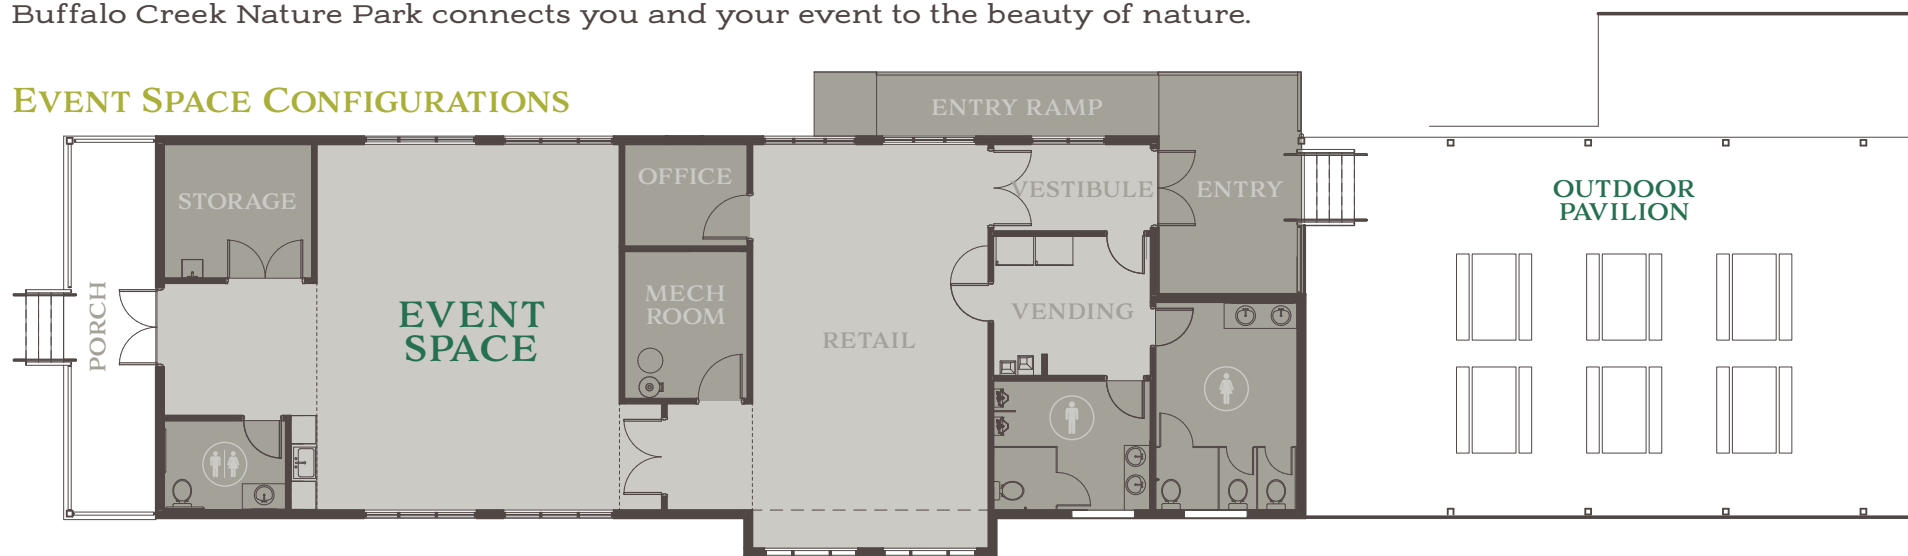 Buffalo Creek Nature Park connects you and your event to the beauty of nature.
Event Space Configurations
ENTRY RAMP
STORAGE
OFFICE
VESTIBULE
ENTRY
OUTDOOR
PAVILION
PORCH
EVENT
SPACE
MECH
ROOM
RETAIL
VENDING